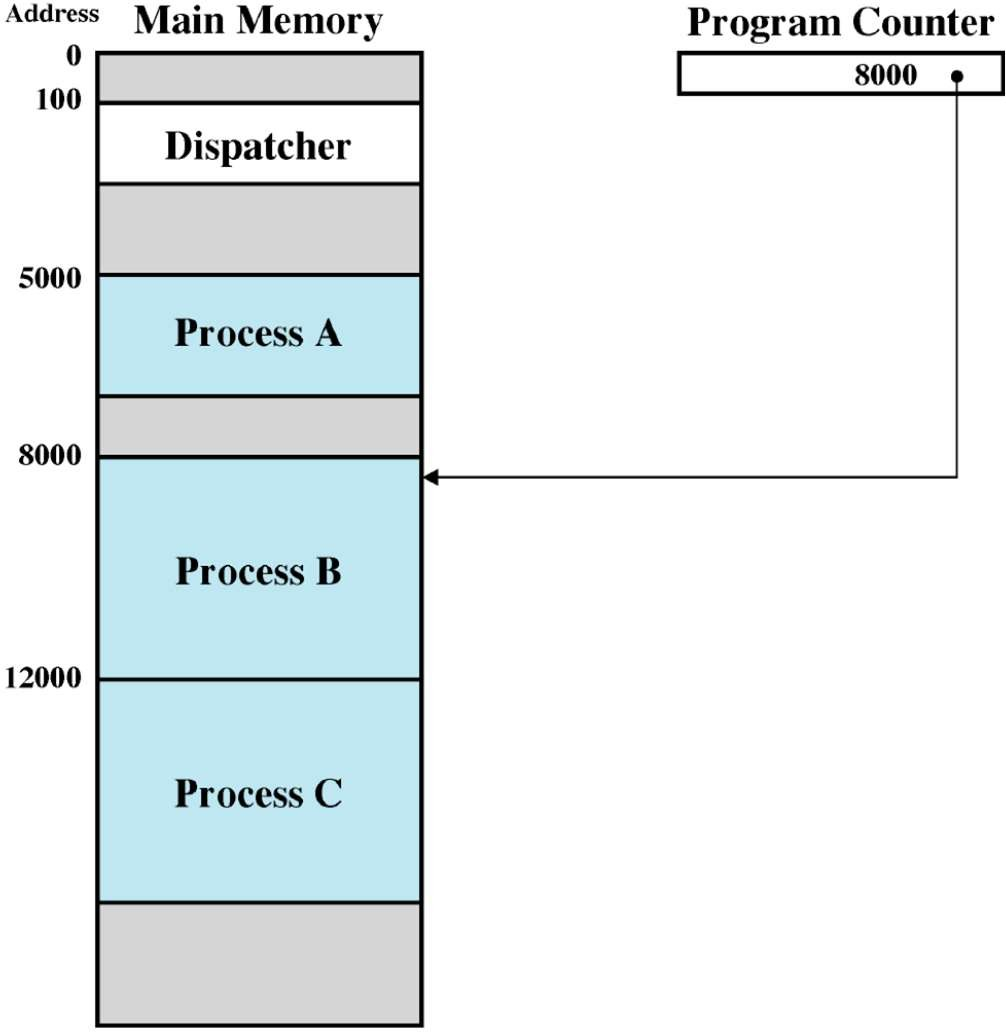 Address
Main Memory
Program Counter
0
8000
100
Dispatcher
5000
Process A
8000
Process B
12000
Process C